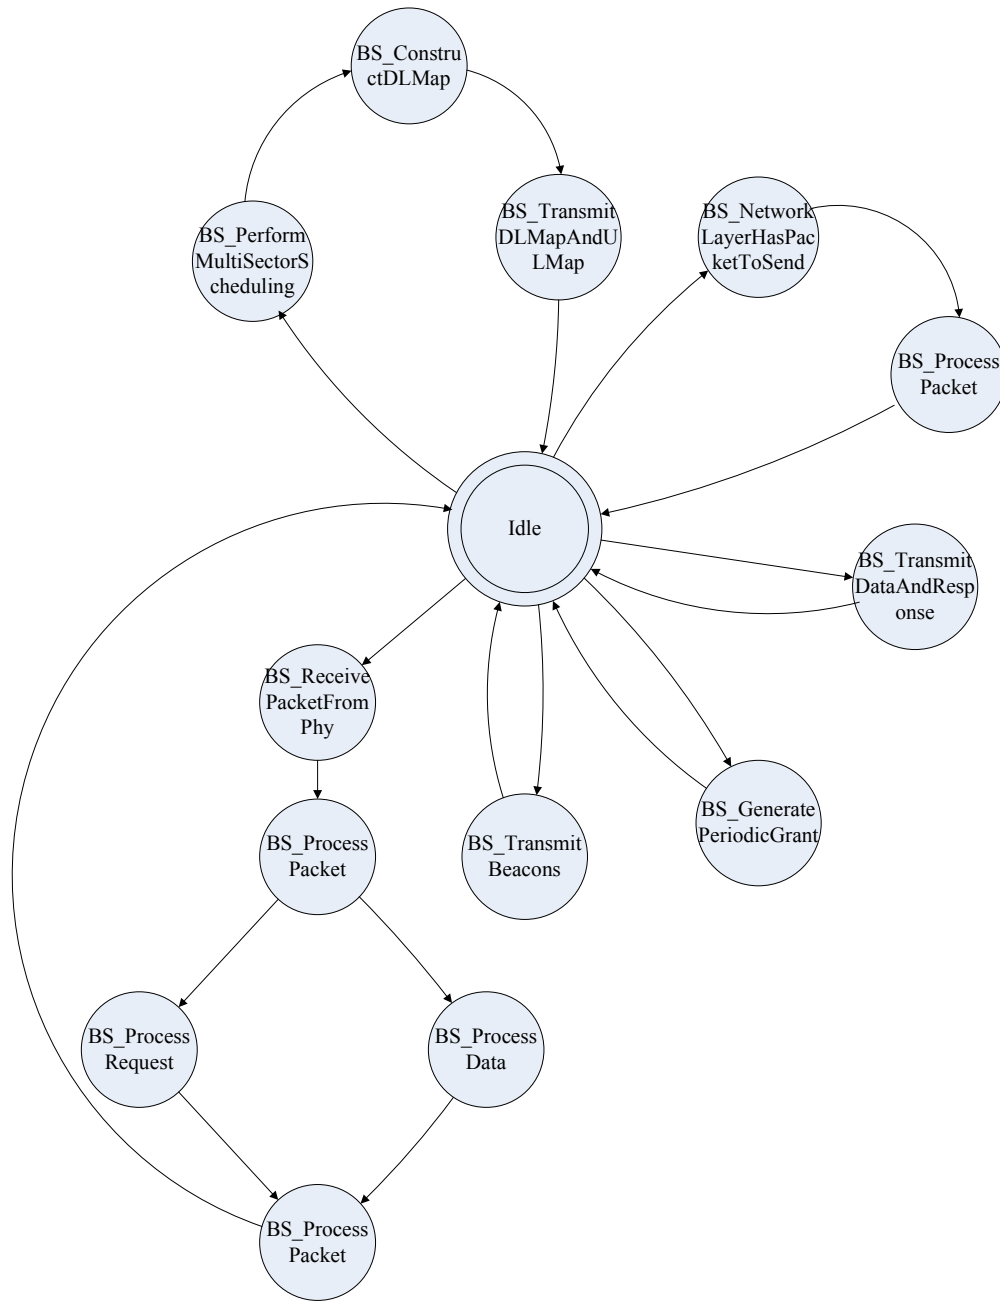 BS_Constru
ctDLMap
BS_Transmit
DLMapAndU
LMap
BS_Network
LayerHasPac
ketToSend
BS_Perform
MultiSectorS
cheduling
BS_Process
Packet
Idle
BS_Transmit
DataAndResp
onse
BS_Receive
PacketFrom
Phy
BS_Generate
PeriodicGrant
BS_Process
Packet
BS_Transmit
Beacons
BS_Process
Request
BS_Process
Data
BS_Process
Packet